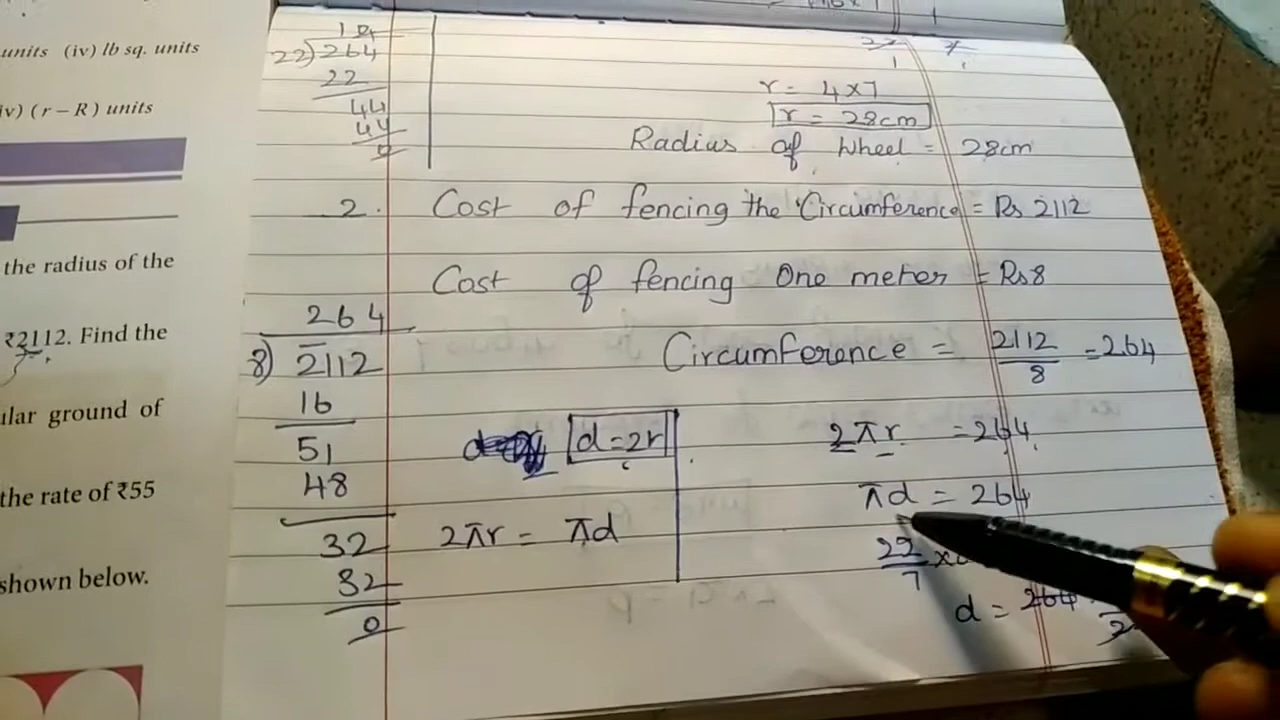 units (iv) lb sq. units
iv) (r – R) units
the radius of the
₹2112. Find the
ular ground of
the rate of ₹55
shown below.
22) 264
22
44
44
0
r = 4 x 7
r = 28cm
Radius of Wheel = 28cm
2. Cost of fencing the Circumference = Rs 2112
Cost of fencing One meter = Rs 8
264
8) 2112
16
51
48
32
32
0
Circumference = 2112/8 = 264
d=2r
2πr = 264
πd = 264
2πr = πd
22/7 x
d = 264